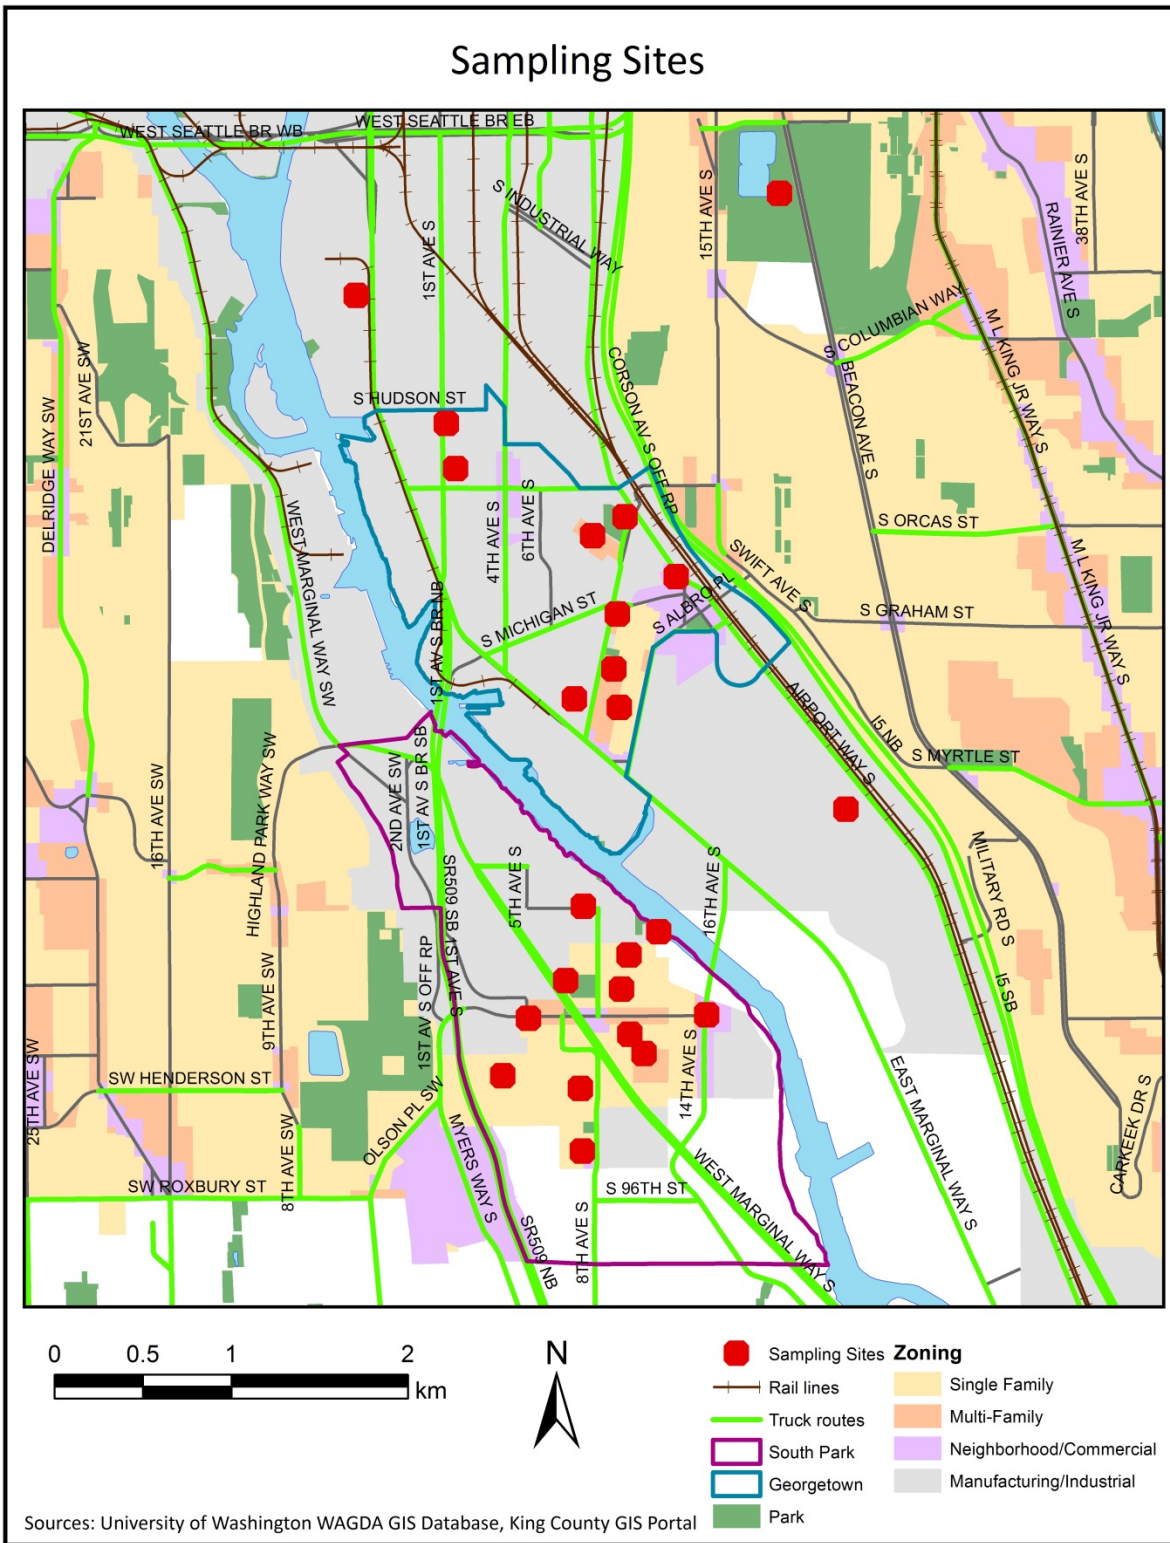 Sampling Sites
WEST SEATTLE BR WB
WEST SEATTLE BR EB
S INDUSTRIAL WAY
1ST AVE S
15TH AVE S
38TH AVE S
RAINIER AVE S
S COLUMBIAN WAY
M L KING JR WAY S
S BEACON AVE S
CORSON AV S OFF RP
S HUDSON ST
21ST AVE SW
DELRIDGE WAY SW
WEST MARGINAL WAY SW
4TH AVE S
6TH AVE S
S ORCAS ST
M L KING JR WAY S
SWIFT AVE S
S ALBRO PL
S GRAHAM ST
S MICHIGAN ST
1ST AV S BR NB
AIRPORT WAY S
I5 NB
S MYRTLE ST
16TH AVE SW
HIGHLAND PARK WAY SW
2ND AVE SW
1ST AV S BR SB
SR509 SB 1ST AVE S
5TH AVE S
16TH AVE S
MILITARY RD S
I5 SB
9TH AVE SW
1ST AV S OFF RP
25TH AVE SW
SW HENDERSON ST
8TH AVE SW
OLSON PL SW
MYERS WAY S
14TH AVE S
EAST MARGINAL WAY S
CARKEEK DR S
SW ROXBURY ST
S 96TH ST
WEST MARGINAL WAY S
SR509 NB
8TH AVE S
0 0.5 1 2
km
N
Sampling Sites
Rail lines
Truck routes
South Park
Georgetown
Park
Zoning
Single Family
Multi-Family
Neighborhood/Commercial
Manufacturing/Industrial
Sources: University of Washington WAGDA GIS Database, King County GIS Portal